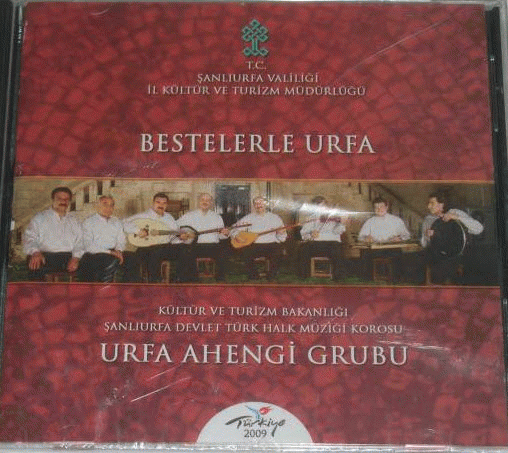 T.C.
ŞANLIURFA VALİLİĞİ
İL KÜLTÜR VE TURİZM MÜDÜRLÜĞÜ
BESTELERLE URFA
KÜLTÜR VE TURİZM BAKANLIĞI
ŞANLIURFA DEVLET TÜRK HALK MÜZİĞİ KOROSU
URFA AHENGİ GRUBU
Türkiye
2009